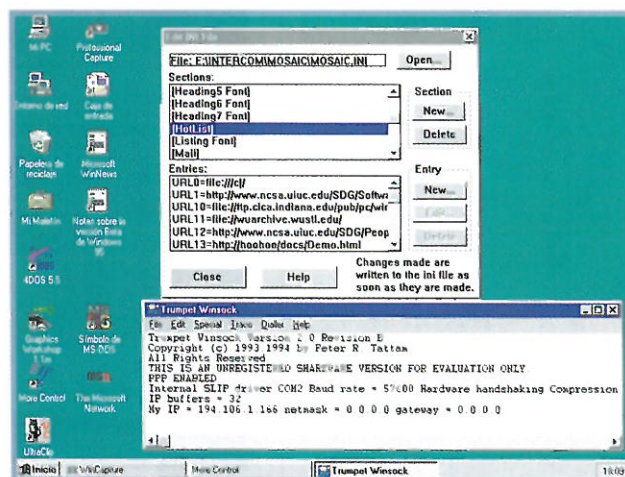 Mi PC
Professional Capture
Entorno de red
Caja de entrada
Papelera de reciclaje
Microsoft WinNews
Mi Maletín
Notas sobre la versión Beta de Windows 95
4DOS 5.5
Graphics Workshop
Símbolo de MS-DOS
More Control
The Microsoft Network
UltraClip
Edit INI File
File: E:\INTERCOM\MOSAIC\MOSAIC.INI
Open...
Sections:
[Heading5 Font]
[Heading6 Font]
[Heading7 Font]
[HotList]
[Listing Font]
[Mail]
Section
New...
Delete
Entries:
URL0=file:///c|/
URL1=http://www.ncsa.uiuc.edu/SDG/Softwa
URL10=file://ftp.cica.indiana.edu/pub/pc/wir
URL11=file://wuarchive.wustl.edu/
URL12=http://www.ncsa.uiuc.edu/SDG/Peop
URL13=http://hoohoo/docs/Demo.html
Entry
New...
Edit...
Delete
Close
Help
Changes made are
written to the ini file as
soon as they are made.
Trumpet Winsock
File Edit Special Trace Dialler Help
Trumpet Winsock Version 2.0 Revision B
Copyright (c) 1993 1994 by Peter R. Tattam
All Rights Reserved
THIS IS AN UNREGISTERED SHAREWARE VERSION FOR EVALUATION ONLY
PPP ENABLED
Internal SLIP driver COM2 Baud rate = 57600 Hardware handshaking Compression
IP buffers = 32
My IP = 194.106.1.166 netmask = 0.0.0.0 gateway = 0.0.0.0
Inicio
WinCapture
More Control
Trumpet Winsock
18:09